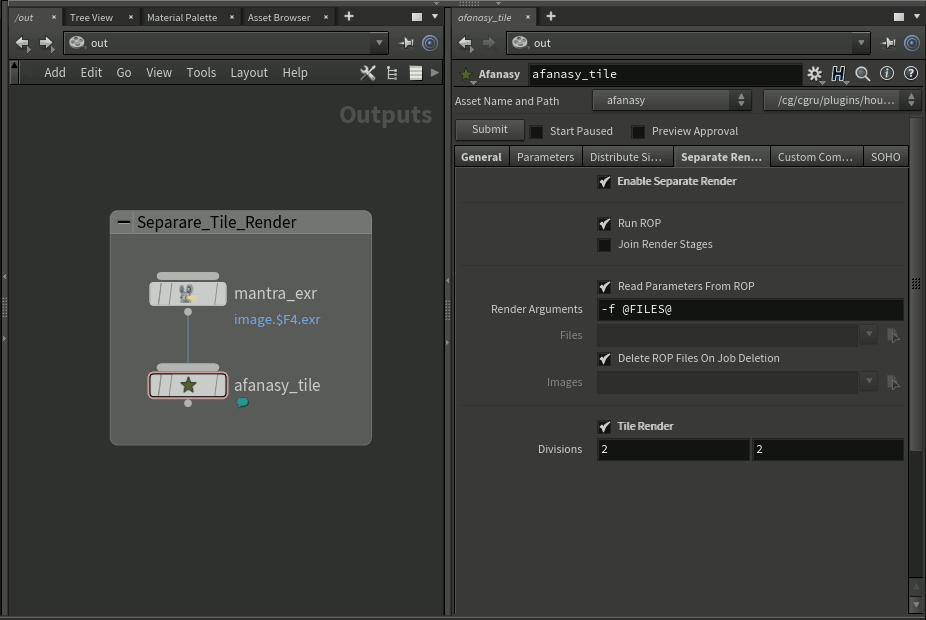 /out × Tree View × Material Palette × Asset Browser × +
out
Add Edit Go View Tools Layout Help
Outputs
Separare_Tile_Render
mantra_exr
image.$F4.exr
afanasy_tile
afanasy_tile × +
out
Afanasy afanasy_tile
Asset Name and Path afanasy /cg/cgru/plugins/hou...
Submit Start Paused Preview Approval
General Parameters Distribute Si... Separate Ren... Custom Com... SOHO
Enable Separate Render
Run ROP
Join Render Stages
Read Parameters From ROP
Render Arguments -f @FILES@
Files
Delete ROP Files On Job Deletion
Images
Tile Render
Divisions 2 2